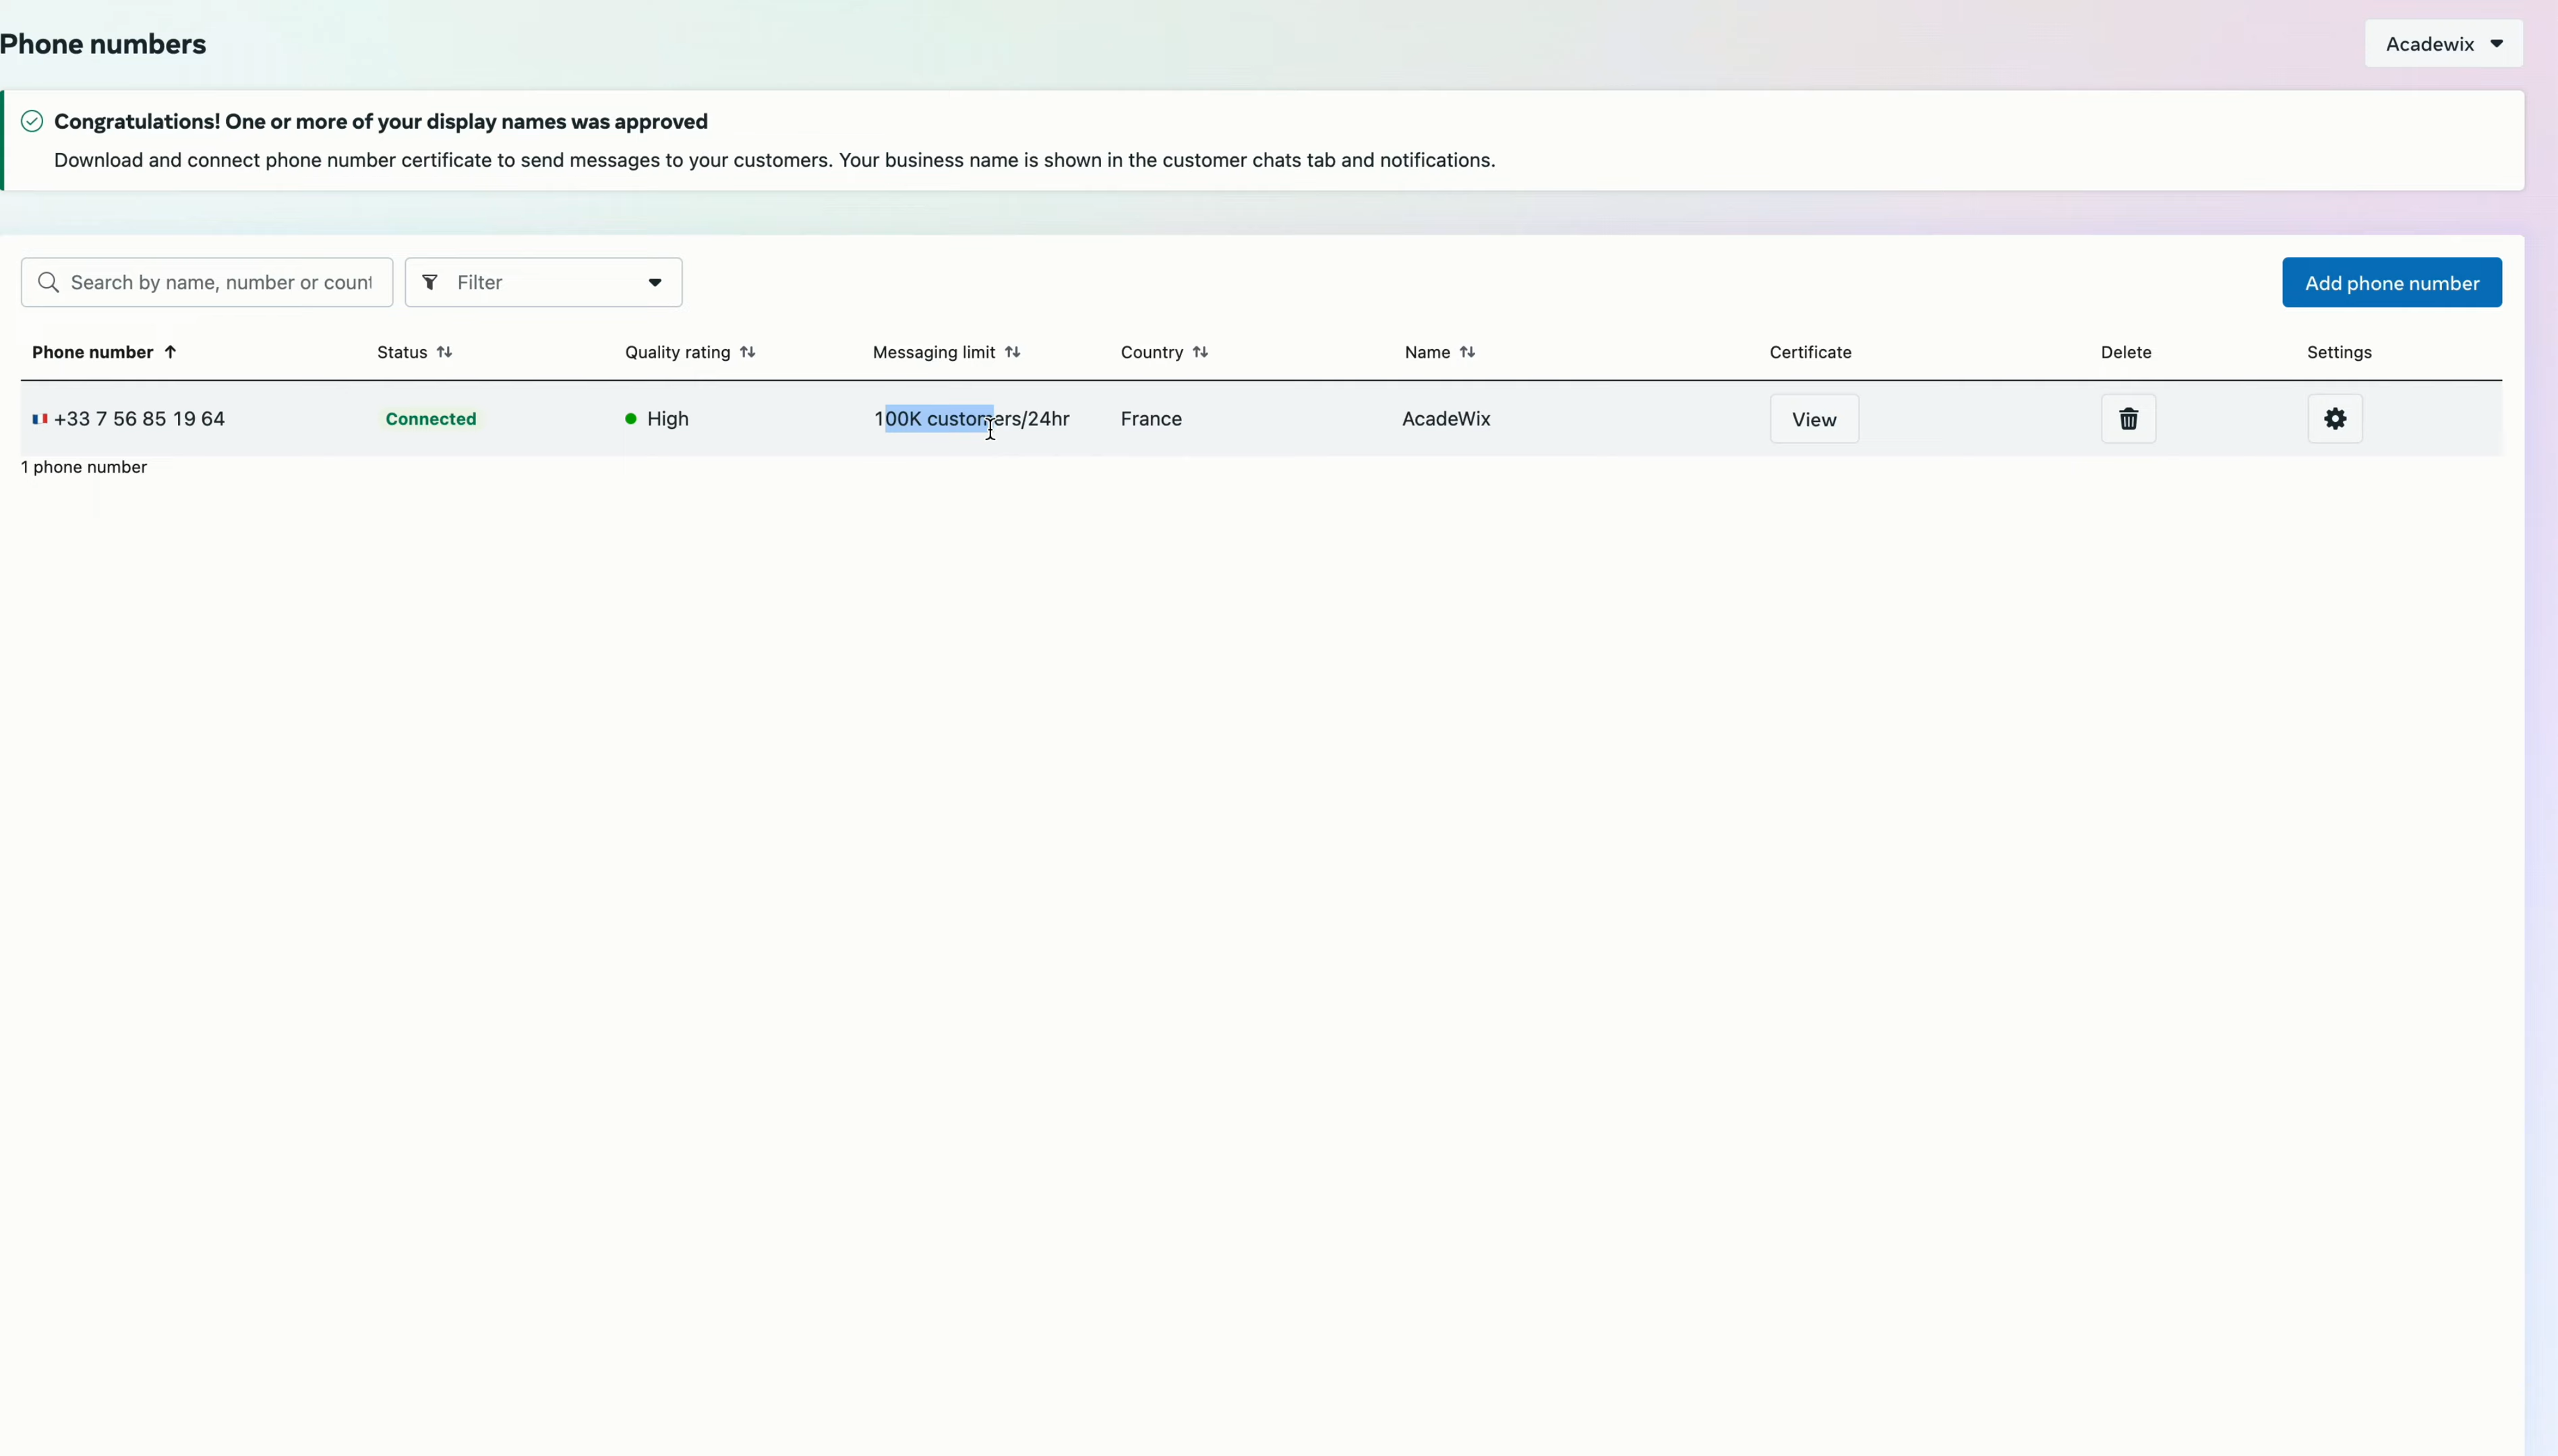 Phone numbers
Acadewix
Congratulations! One or more of your display names was approved
Download and connect phone number certificate to send messages to your customers. Your business name is shown in the customer chats tab and notifications.
Search by name, number or count
Filter
Add phone number
Phone number Status Quality rating Messaging limit Country Name Certificate Delete Settings
+33 7 56 85 19 64 Connected High 100K customers/24hr France AcadeWix View
1 phone number